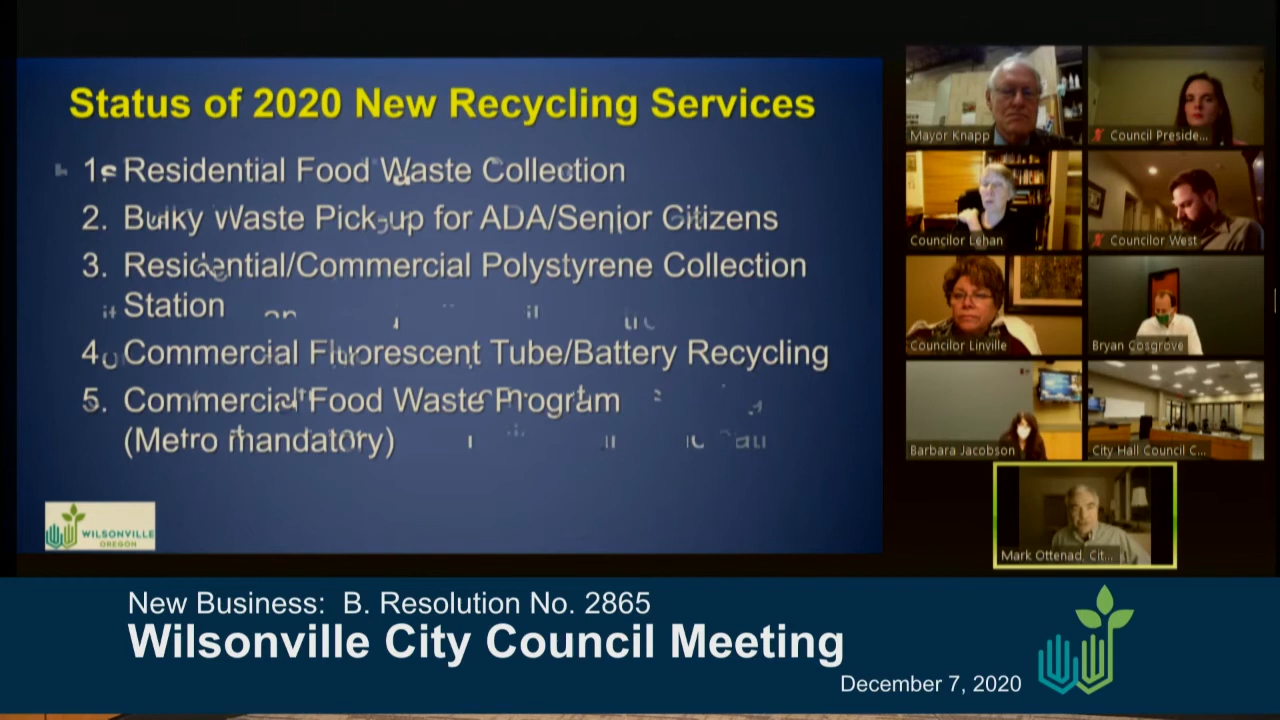 Status of 2020 New Recycling Services
1. Residential Food Waste Collection
2. Bulky Waste Pick-up for ADA/Senior Citizens
3. Residential/Commercial Polystyrene Collection
Station
4. Commercial Fluorescent Tube/Battery Recycling
5. Commercial Food Waste Program
(Metro mandatory)
WILSONVILLE
OREGON
Mayor Knapp
Council Preside...
Councilor Lehan
Councilor West
Councilor Linville
Bryan Cosgrove
Barbara Jacobson
City Hall Council C...
Mark Ottenad, Cit...
New Business: B. Resolution No. 2865
Wilsonville City Council Meeting
December 7, 2020